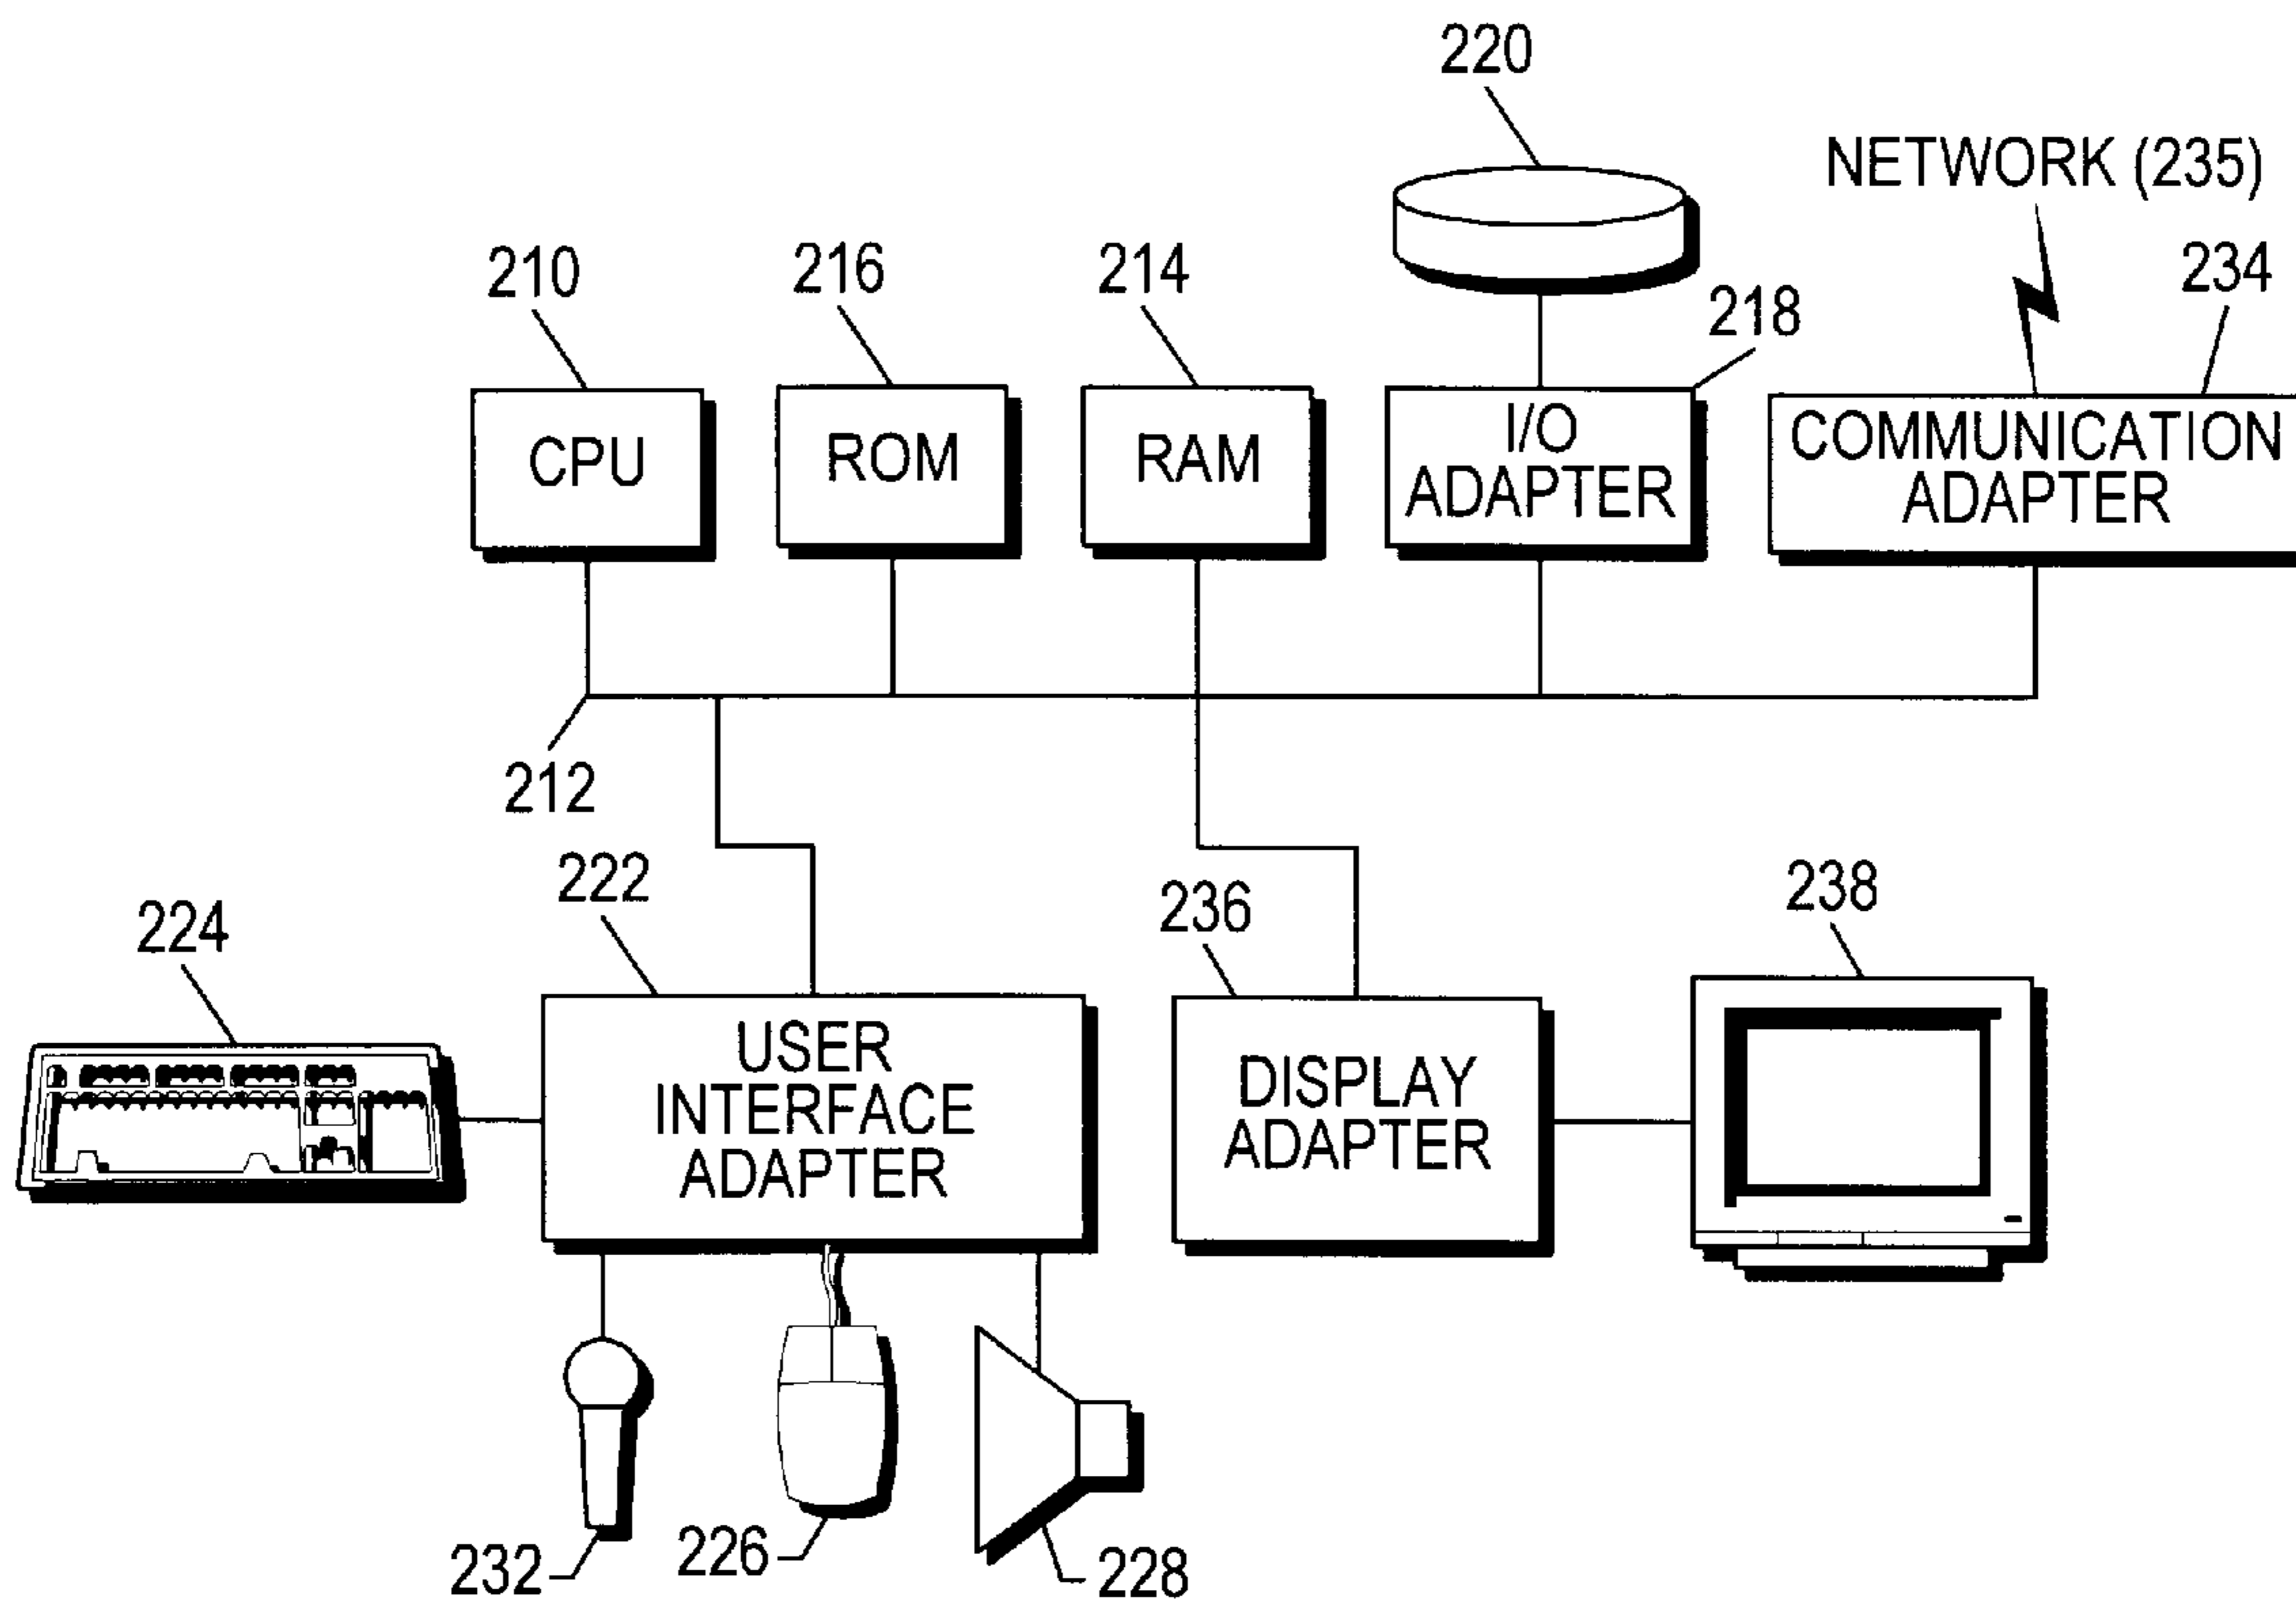 220
NETWORK (235)
210
216
214
218
234
CPU
ROM
RAM
I/O
ADAPTER
COMMUNICATION
ADAPTER
212
222
236
238
224
USER
INTERFACE
ADAPTER
DISPLAY
ADAPTER
232
226
228